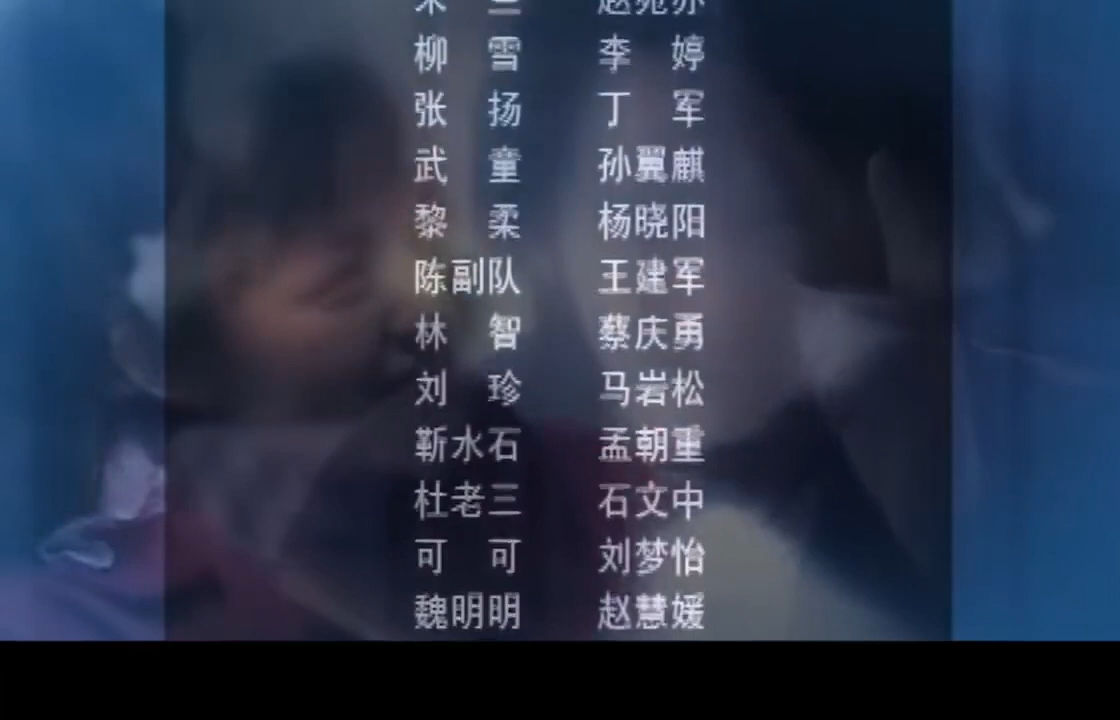 柳 雪 李 婷
张 扬 丁 军
武 童 孙翼麒
黎 柔 杨晓阳
陈副队 王建军
林 智 蔡庆勇
刘 珍 马岩松
靳水石 孟朝重
杜老三 石文中
可 可 刘梦怡
魏明明 赵慧媛